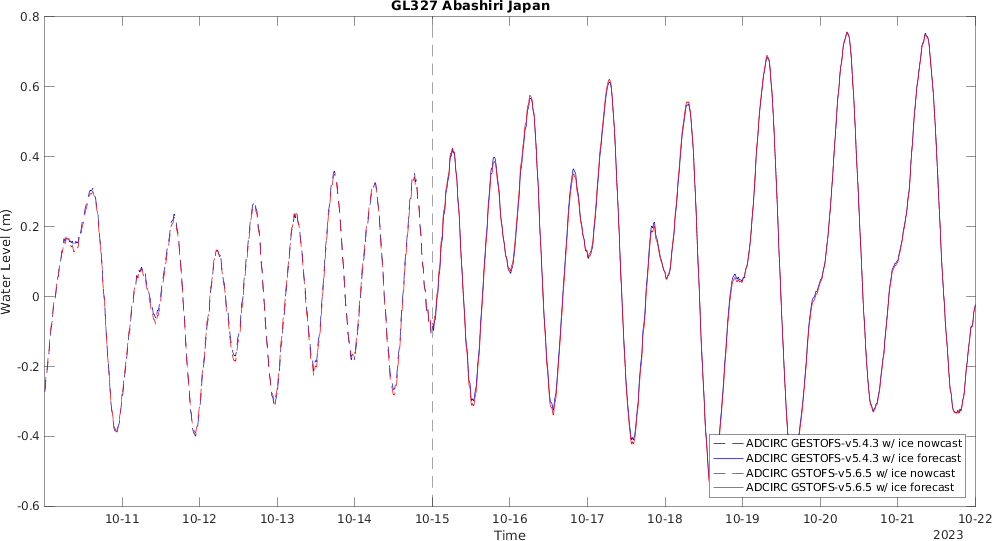 GL327 Abashiri Japan
0.8
0.6
0.4
0.2
0
-0.2
-0.4
-0.6
Water Level (m)
10-11 10-12 10-13 10-14 10-15 10-16 10-17 10-18 10-19 10-20 10-21 10-22
Time
2023
ADCIRC GESTOFS-v5.4.3 w/ ice nowcast
ADCIRC GESTOFS-v5.4.3 w/ ice forecast
ADCIRC GSTOFS-v5.6.5 w/ ice nowcast
ADCIRC GSTOFS-v5.6.5 w/ ice forecast